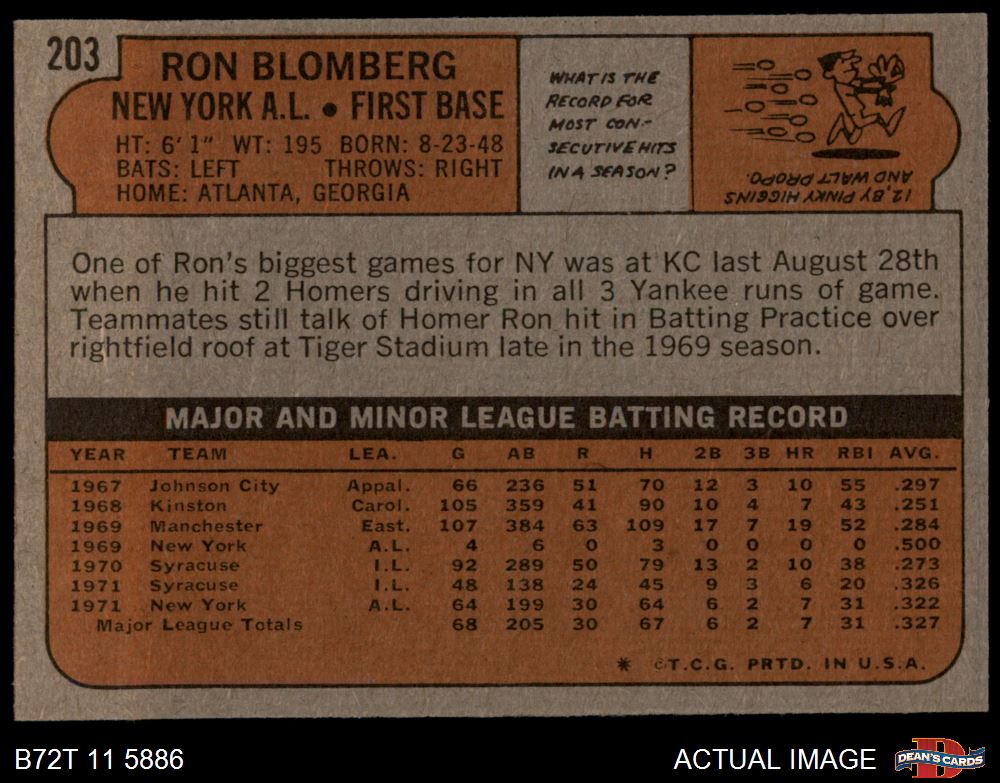 203
RON BLOMBERG
NEW YORK A.L. • FIRST BASE
HT: 6' 1" WT: 195 BORN: 8-23-48
BATS: LEFT THROWS: RIGHT
HOME: ATLANTA, GEORGIA
WHAT IS THE
RECORD FOR
MOST CON-
SECUTIVE HITS
IN A SEASON?
12, BY PINKY HIGGINS
AND WALT DROPO.
One of Ron's biggest games for NY was at KC last August 28th
when he hit 2 Homers driving in all 3 Yankee runs of game.
Teammates still talk of Homer Ron hit in Batting Practice over
rightfield roof at Tiger Stadium late in the 1969 season.
MAJOR AND MINOR LEAGUE BATTING RECORD
YEAR TEAM LEA. G AB R H 2B 3B HR RBI AVG.
1967 Johnson City Appal. 66 236 51 70 12 3 10 55 .297
1968 Kinston Carol. 105 359 41 90 10 4 7 43 .251
1969 Manchester East. 107 384 63 109 17 7 19 52 .284
1969 New York A.L. 4 6 0 3 0 0 0 0 .500
1970 Syracuse I.L. 92 289 50 79 13 2 10 38 .273
1971 Syracuse I.L. 48 138 24 45 9 3 6 20 .326
1971 New York A.L. 64 199 30 64 6 2 7 31 .322
Major League Totals 68 205 30 67 6 2 7 31 .327
* ©T.C.G. PRTD. IN U.S.A.
B72T 11 5886
ACTUAL IMAGE
D
DEAN'S CARDS